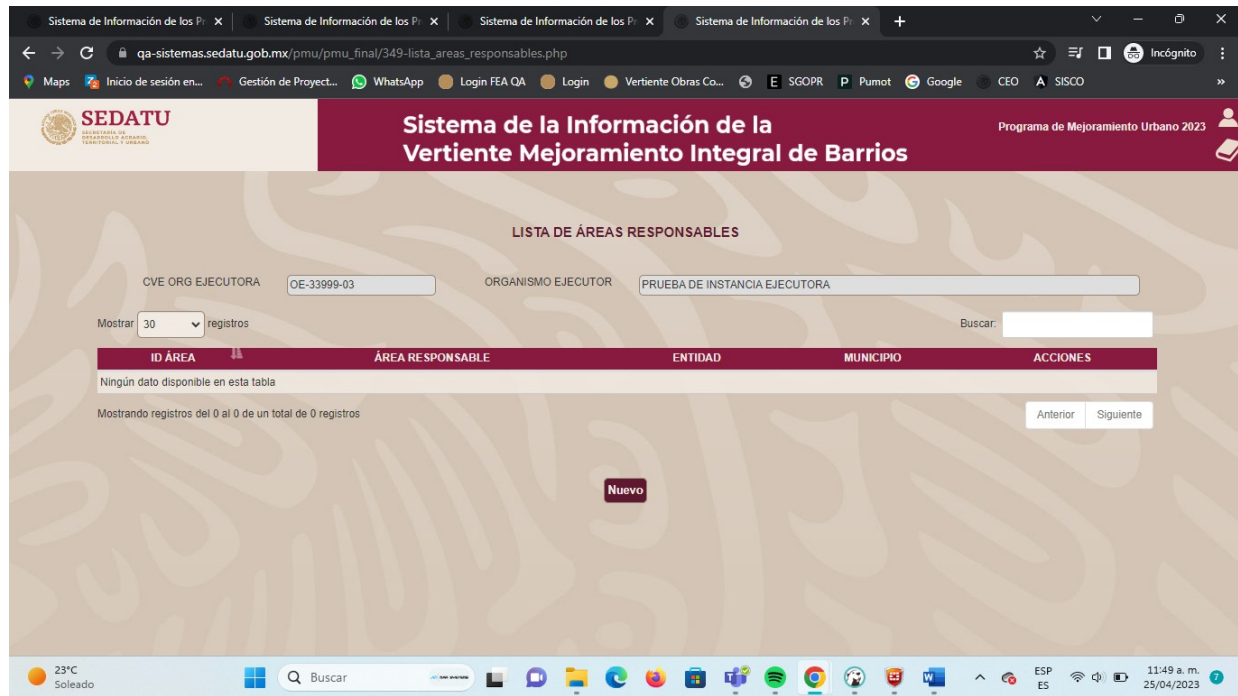 Sistema de Información de los Pr
Sistema de Información de los Pr
Sistema de Información de los Pr
Sistema de Información de los Pr
qa-sistemas.sedatu.gob.mx/pmu/pmu_final/349-lista_areas_responsables.php
Incógnito
Maps Inicio de sesión en... Gestión de Proyect... WhatsApp Login FEA QA Login Vertiente Obras Co... E SGOPR P Pumot Google CEO A SISCO »
SEDATU
SECRETARÍA DE
DESARROLLO AGRARIO,
TERRITORIAL Y URBANO
Sistema de la Información de la
Vertiente Mejoramiento Integral de Barrios
Programa de Mejoramiento Urbano 2023
LISTA DE ÁREAS RESPONSABLES
CVE ORG EJECUTORA OE-33999-03 ORGANISMO EJECUTOR PRUEBA DE INSTANCIA EJECUTORA
Mostrar 30 registros Buscar:
ID ÁREA ÁREA RESPONSABLE ENTIDAD MUNICIPIO ACCIONES
Ningún dato disponible en esta tabla
Mostrando registros del 0 al 0 de un total de 0 registros Anterior Siguiente
Nuevo
23°C
Soleado
Buscar
ESP
ES
11:49 a. m.
25/04/2023
7